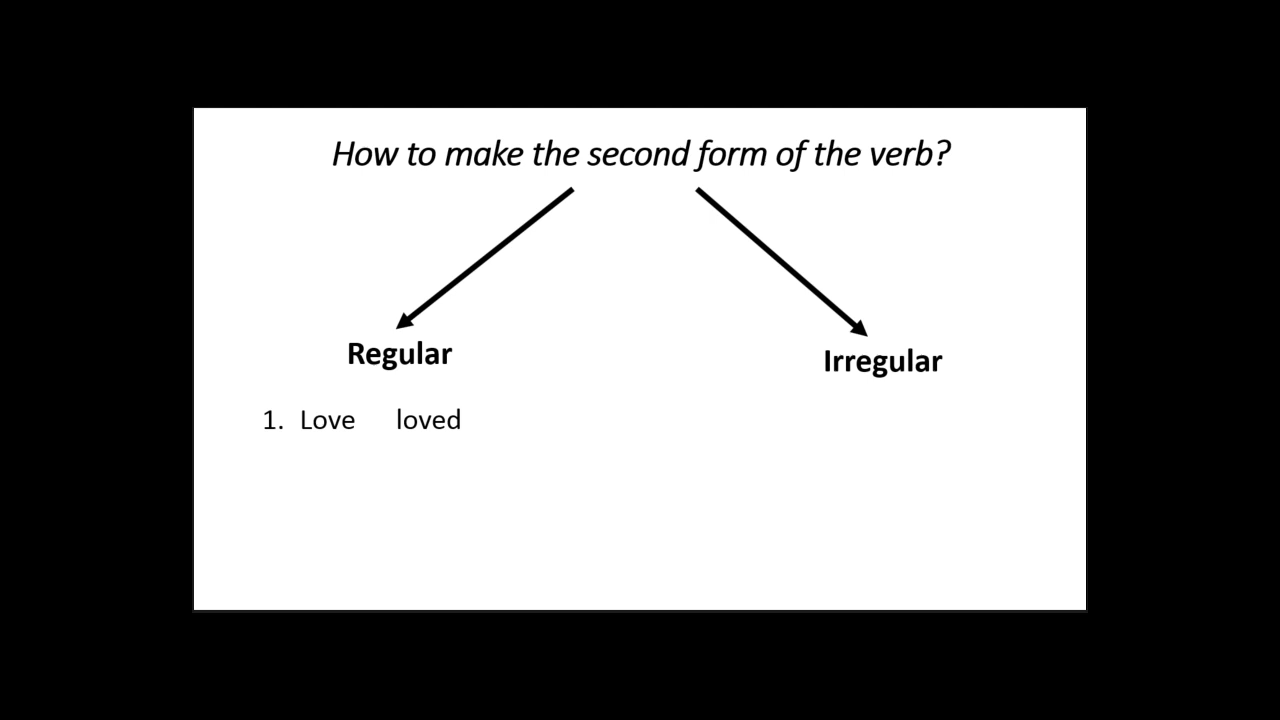 How to make the second form of the verb?
Regular
Irregular
1. Love loved